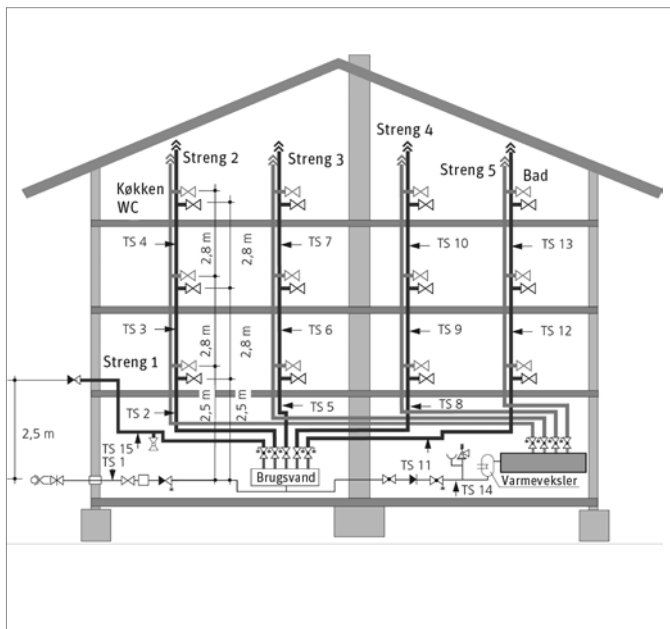 Streng 4
Streng 2
Streng 3
Streng 5
Bad
Køkken
WC
TS 4
2,8 m
2,8 m
TS 7
TS 10
TS 13
TS 3
2,8 m
2,8 m
TS 6
TS 9
TS 12
Streng 1
TS 2
2,5 m
2,5 m
TS 5
TS 8
2,5 m
TS 15
TS 1
TS 11
Brugsvand
TS 14
Varmeveksler